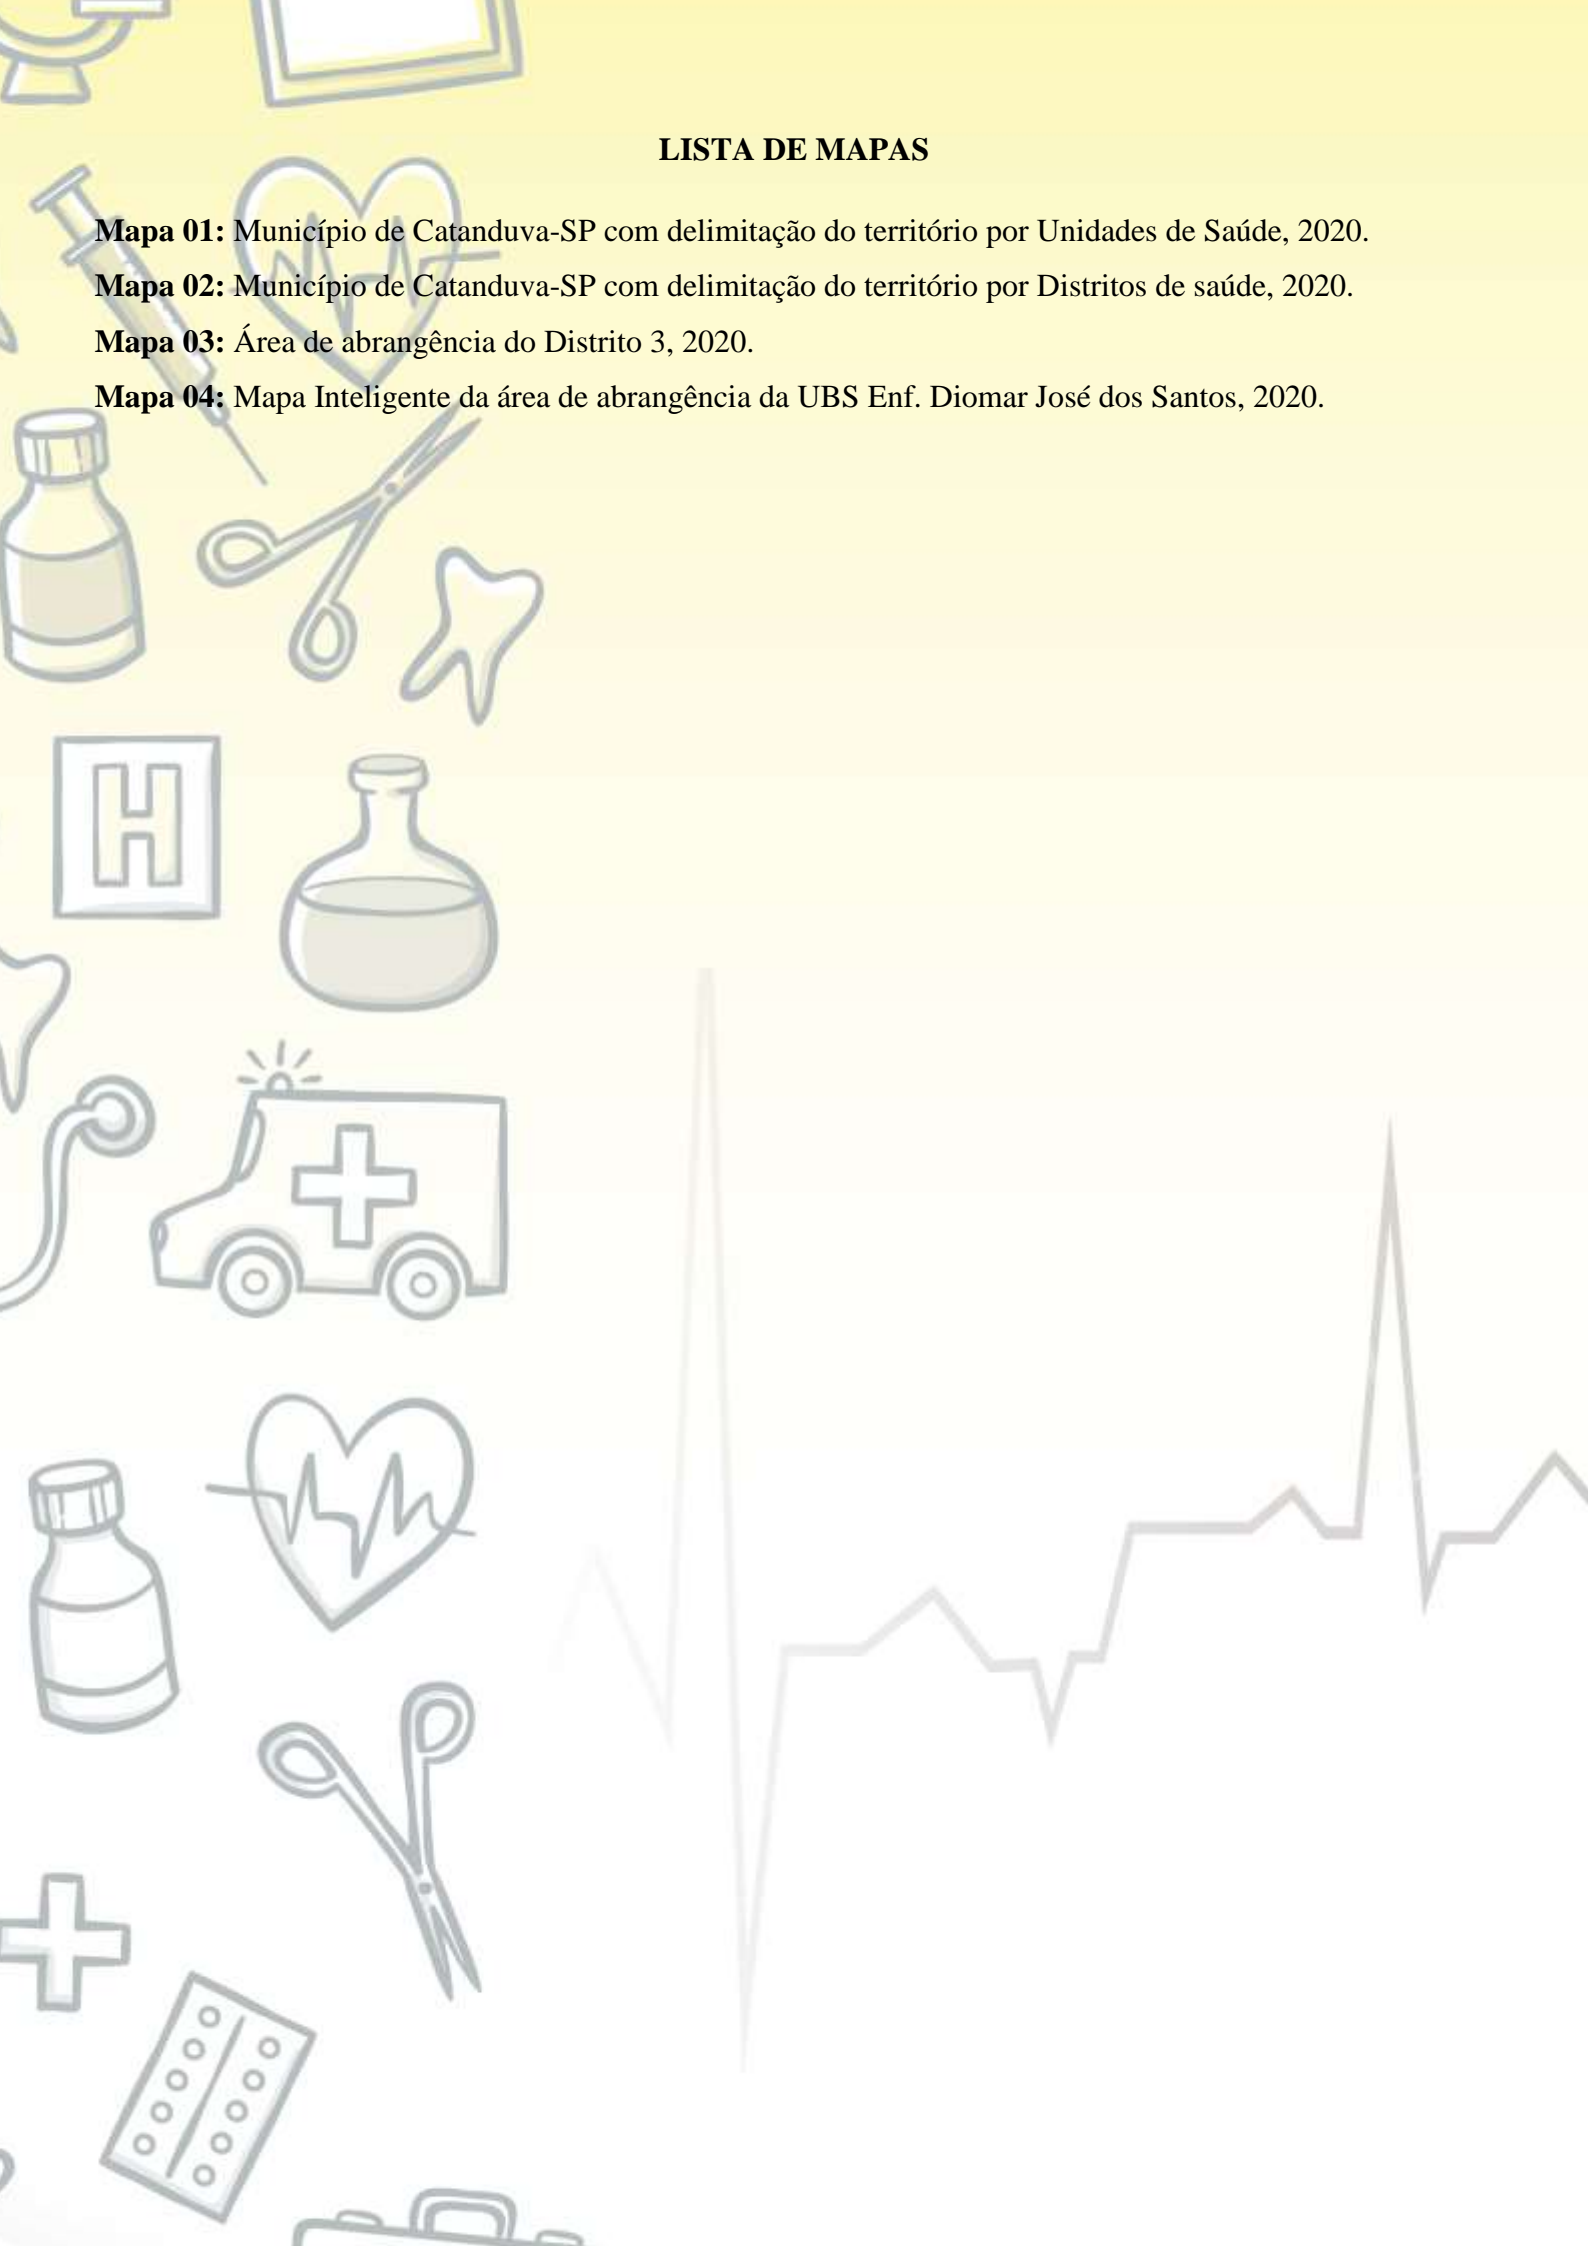 LISTA DE MAPAS
Mapa 01: Município de Catanduva-SP com delimitação do território por Unidades de Saúde, 2020.
Mapa 02: Município de Catanduva-SP com delimitação do território por Distritos de saúde, 2020.
Mapa 03: Área de abrangência do Distrito 3, 2020.
Mapa 04: Mapa Inteligente da área de abrangência da UBS Enf. Diomar José dos Santos, 2020.
H